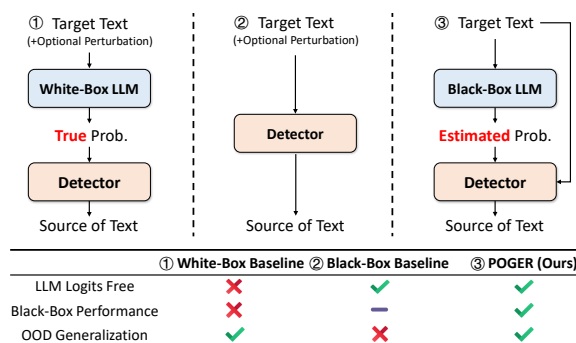 ① Target Text
(+Optional Perturbation)
White-Box LLM
True Prob.
Detector
Source of Text
② Target Text
(+Optional Perturbation)
Detector
Source of Text
③ Target Text
Black-Box LLM
Estimated Prob.
Detector
Source of Text
① White-Box Baseline ② Black-Box Baseline ③ POGER (Ours)
LLM Logits Free
Black-Box Performance
OOD Generalization